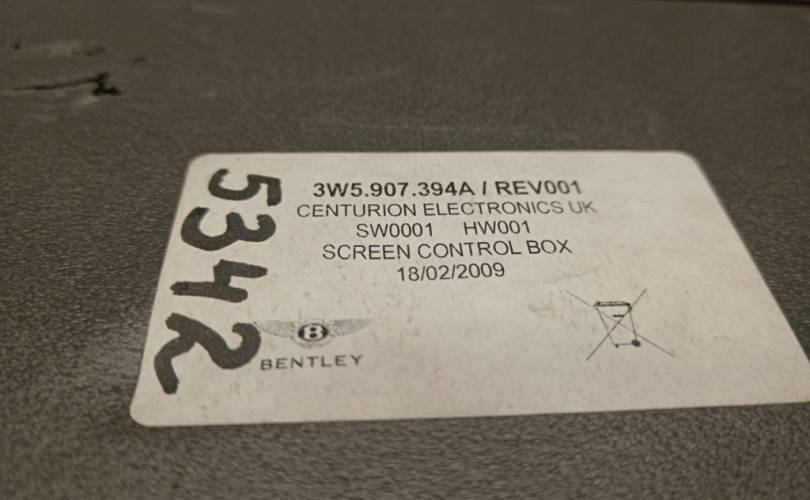 3W5.907.394A / REV001
CENTURION ELECTRONICS UK
SW0001 HW001
SCREEN CONTROL BOX
18/02/2009
B
BENTLEY
5342